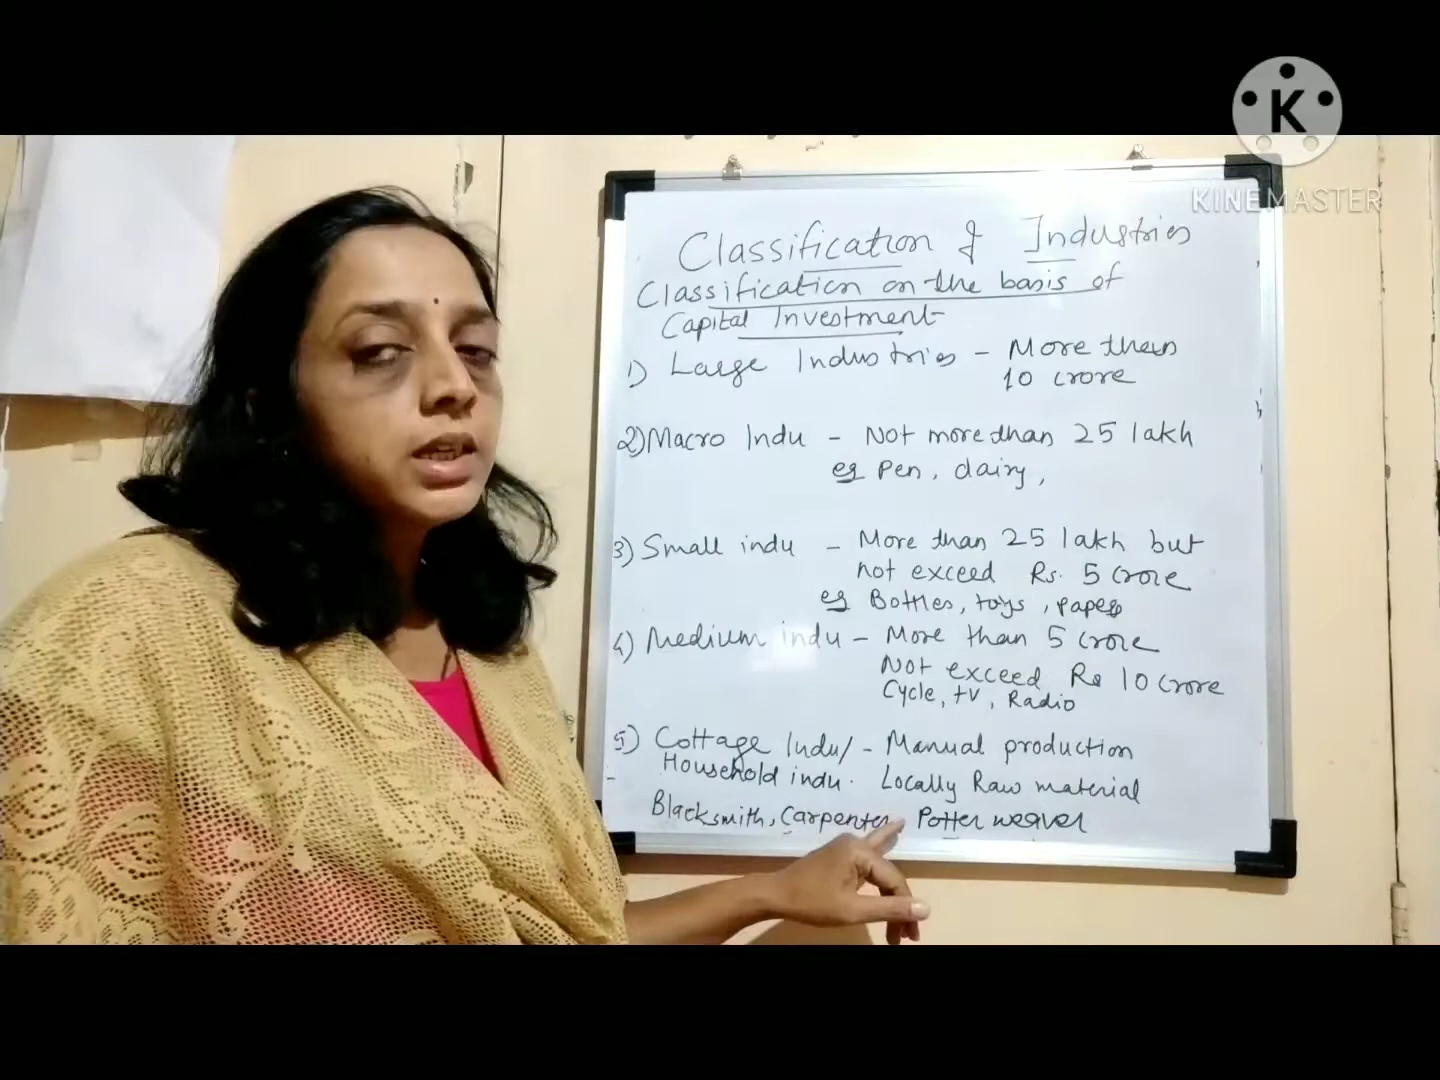 K
KINEMASTER
Classification of Industries
Classification on the basis of
Capital Investment
1) Large Industries - More than
10 crore
2) Macro Indu - Not more than 25 lakh
eg Pen, dairy,
3) Small indu - More than 25 lakh but
not exceed Rs. 5 crore
eg Bottles, toys, paper
4) Medium indu - More than 5 crore
Not exceed Rs 10 crore
Cycle, tv, Radio
5) Cottage Indu/ - Manual production
Household indu. Locally Raw material
Blacksmith, Carpenter, Potter weaver